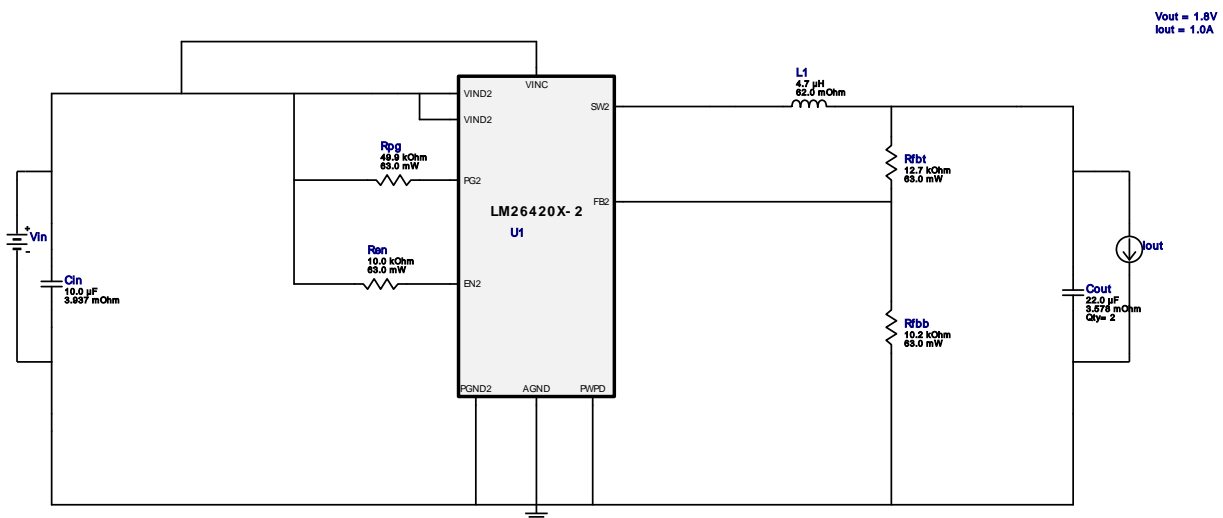 Vout = 1.8V
Iout = 1.0A
L1
4.7 µH
62.0 mOhm
VINC
VIND2
SW2
VIND2
Rpg
49.9 kOhm
63.0 mW
Rfbt
12.7 kOhm
63.0 mW
PG2
FB2
LM26420X-2
U1
Vin
+
-
Iout
Ren
10.0 kOhm
63.0 mW
EN2
Cin
10.0 µF
3.937 mOhm
Cout
22.0 µF
3.578 mOhm
Qty= 2
Rfbb
10.2 kOhm
63.0 mW
PGND2
AGND
PWPD